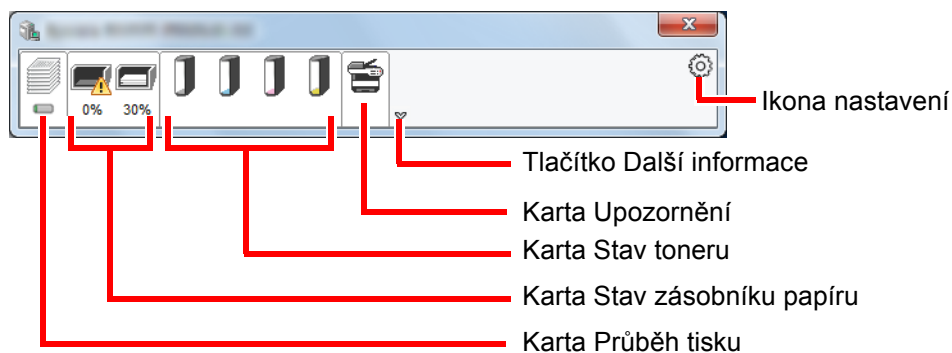 0%
30%
Ikona nastavení
Tlačítko Další informace
Karta Upozornění
Karta Stav toneru
Karta Stav zásobníku papíru
Karta Průběh tisku